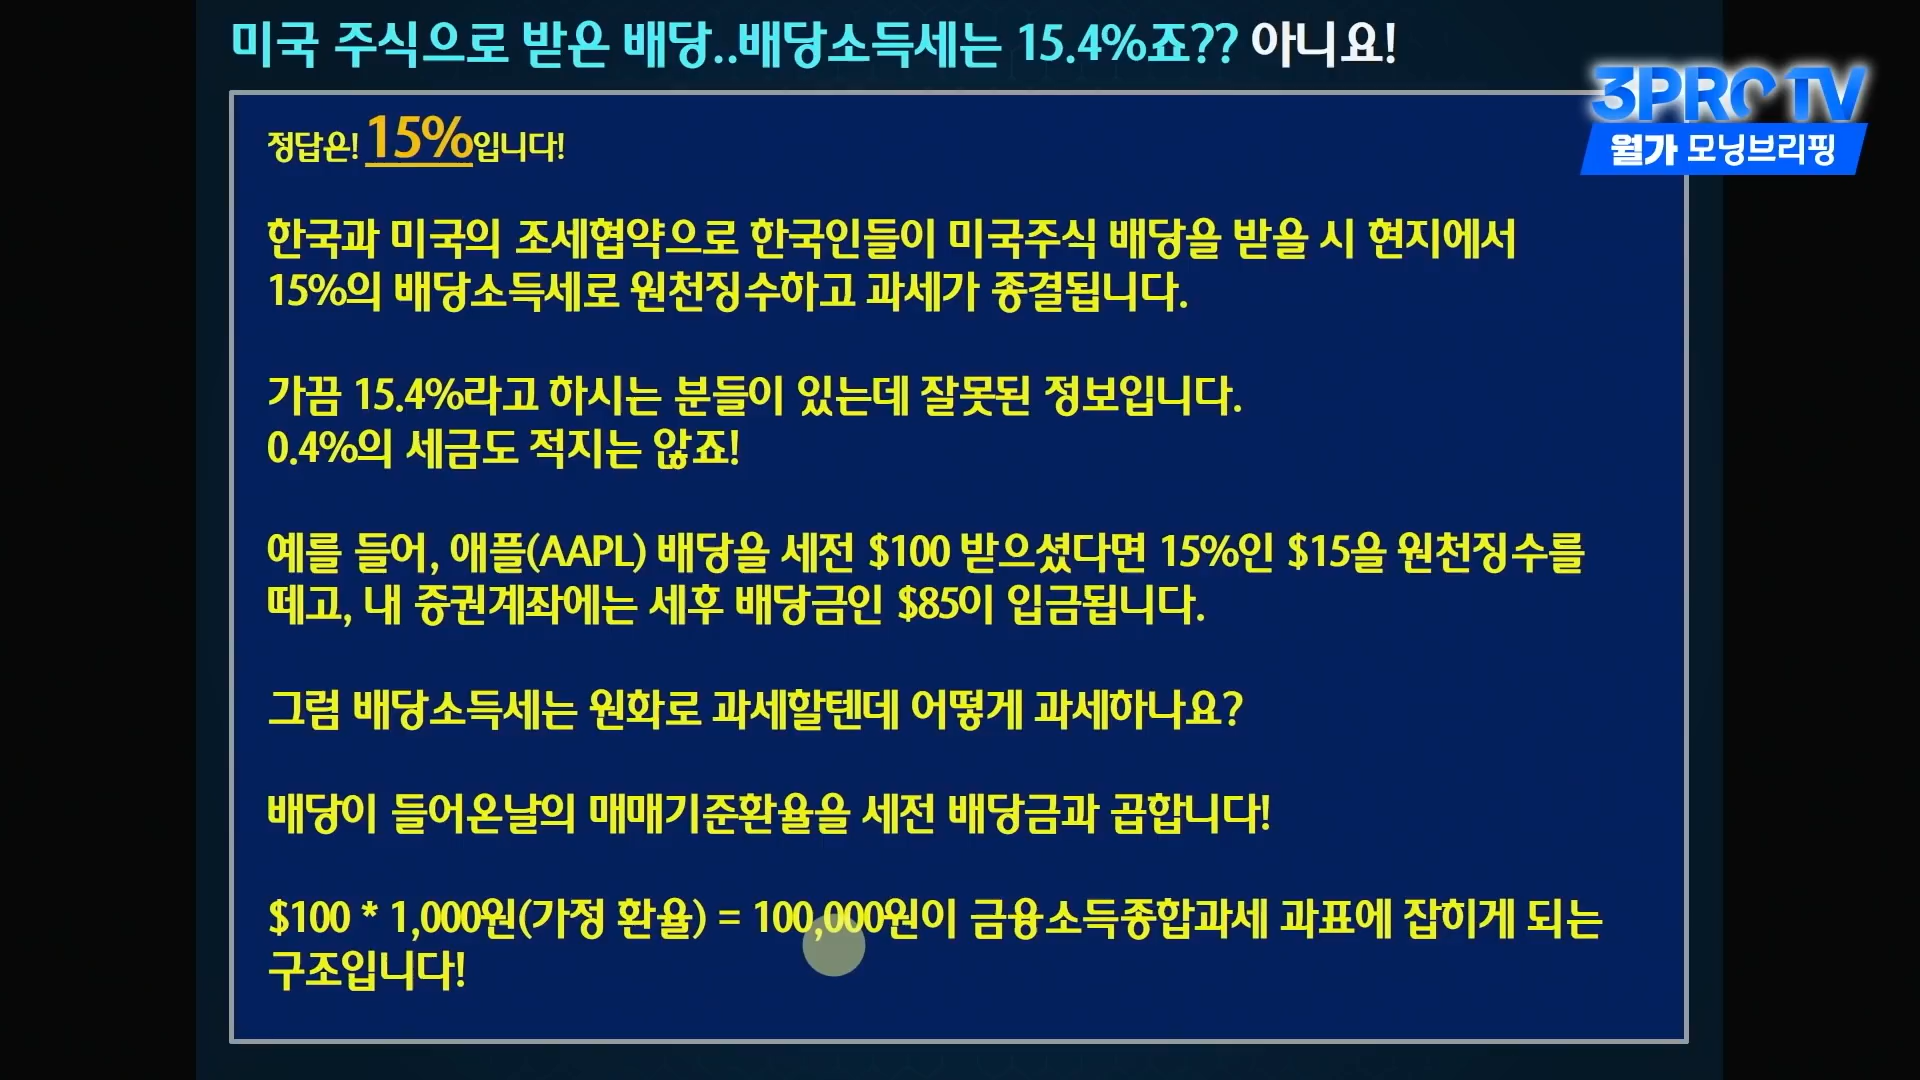 미국 주식으로 받은 배당..배당소득세는 15.4%죠?? 아니요!
3PROTV
월가 모닝브리핑
정답은! 15%입니다!
한국과 미국의 조세협약으로 한국인들이 미국주식 배당을 받을 시 현지에서
15%의 배당소득세로 원천징수하고 과세가 종결됩니다.
가끔 15.4%라고 하시는 분들이 있는데 잘못된 정보입니다.
0.4%의 세금도 적지는 않죠!
예를 들어, 애플(AAPL) 배당을 세전 $100 받으셨다면 15%인 $15을 원천징수를
떼고, 내 증권계좌에는 세후 배당금인 $85이 입금됩니다.
그럼 배당소득세는 원화로 과세할텐데 어떻게 과세하나요?
배당이 들어온날의 매매기준환율을 세전 배당금과 곱합니다!
$100 * 1,000원(가정 환율) = 100,000원이 금융소득종합과세 과표에 잡히게 되는
구조입니다!